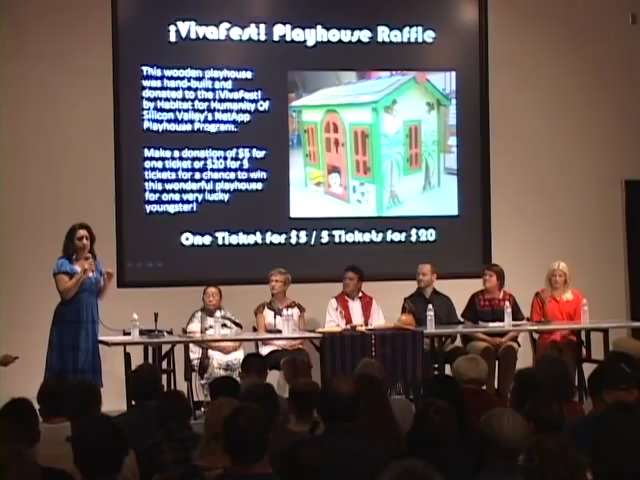 ¡VivaFest! Playhouse Raffle
This wooden playhouse
was hand-built and
donated to the ¡VivaFest!
by Habitat for Humanity Of
Silicon Valley's NetApp
Playhouse Program.
Make a donation of $5 for
one ticket or $20 for 5
tickets for a chance to win
this wonderful playhouse
for one very lucky
youngster!
One Ticket for $5 / 5 Tickets for $20